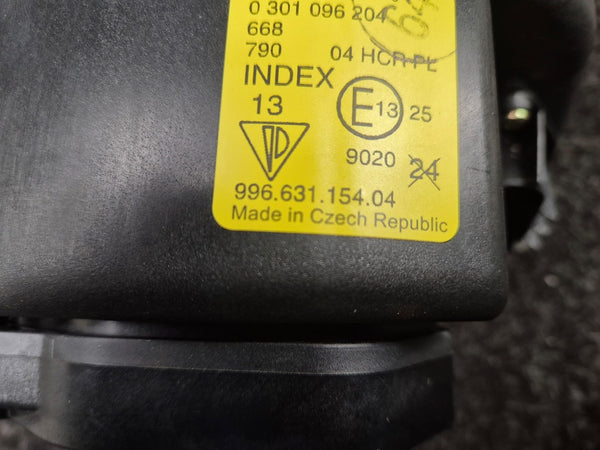 0 301 096 204
668
790 04 HCR PL
INDEX
13
E 13 25
9020 24
996.631.154.04
Made in Czech Republic